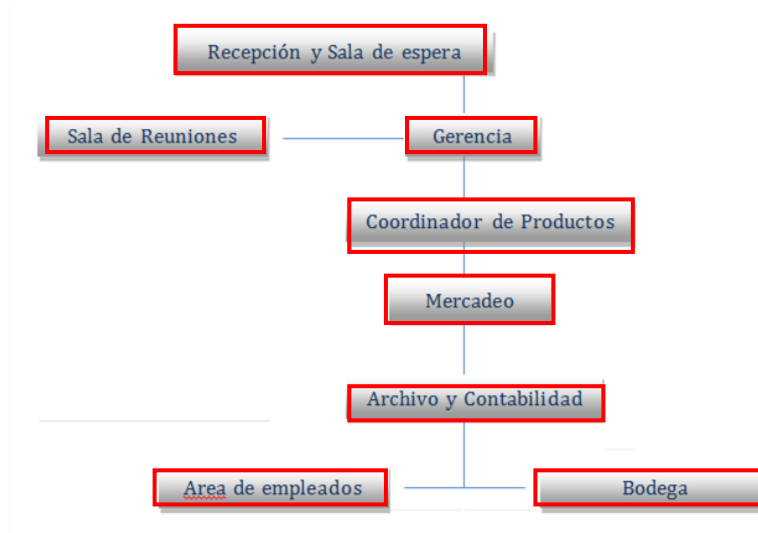 Recepción y Sala de espera
Sala de Reuniones
Gerencia
Coordinador de Productos
Mercadeo
Archivo y Contabilidad
Area de empleados
Bodega